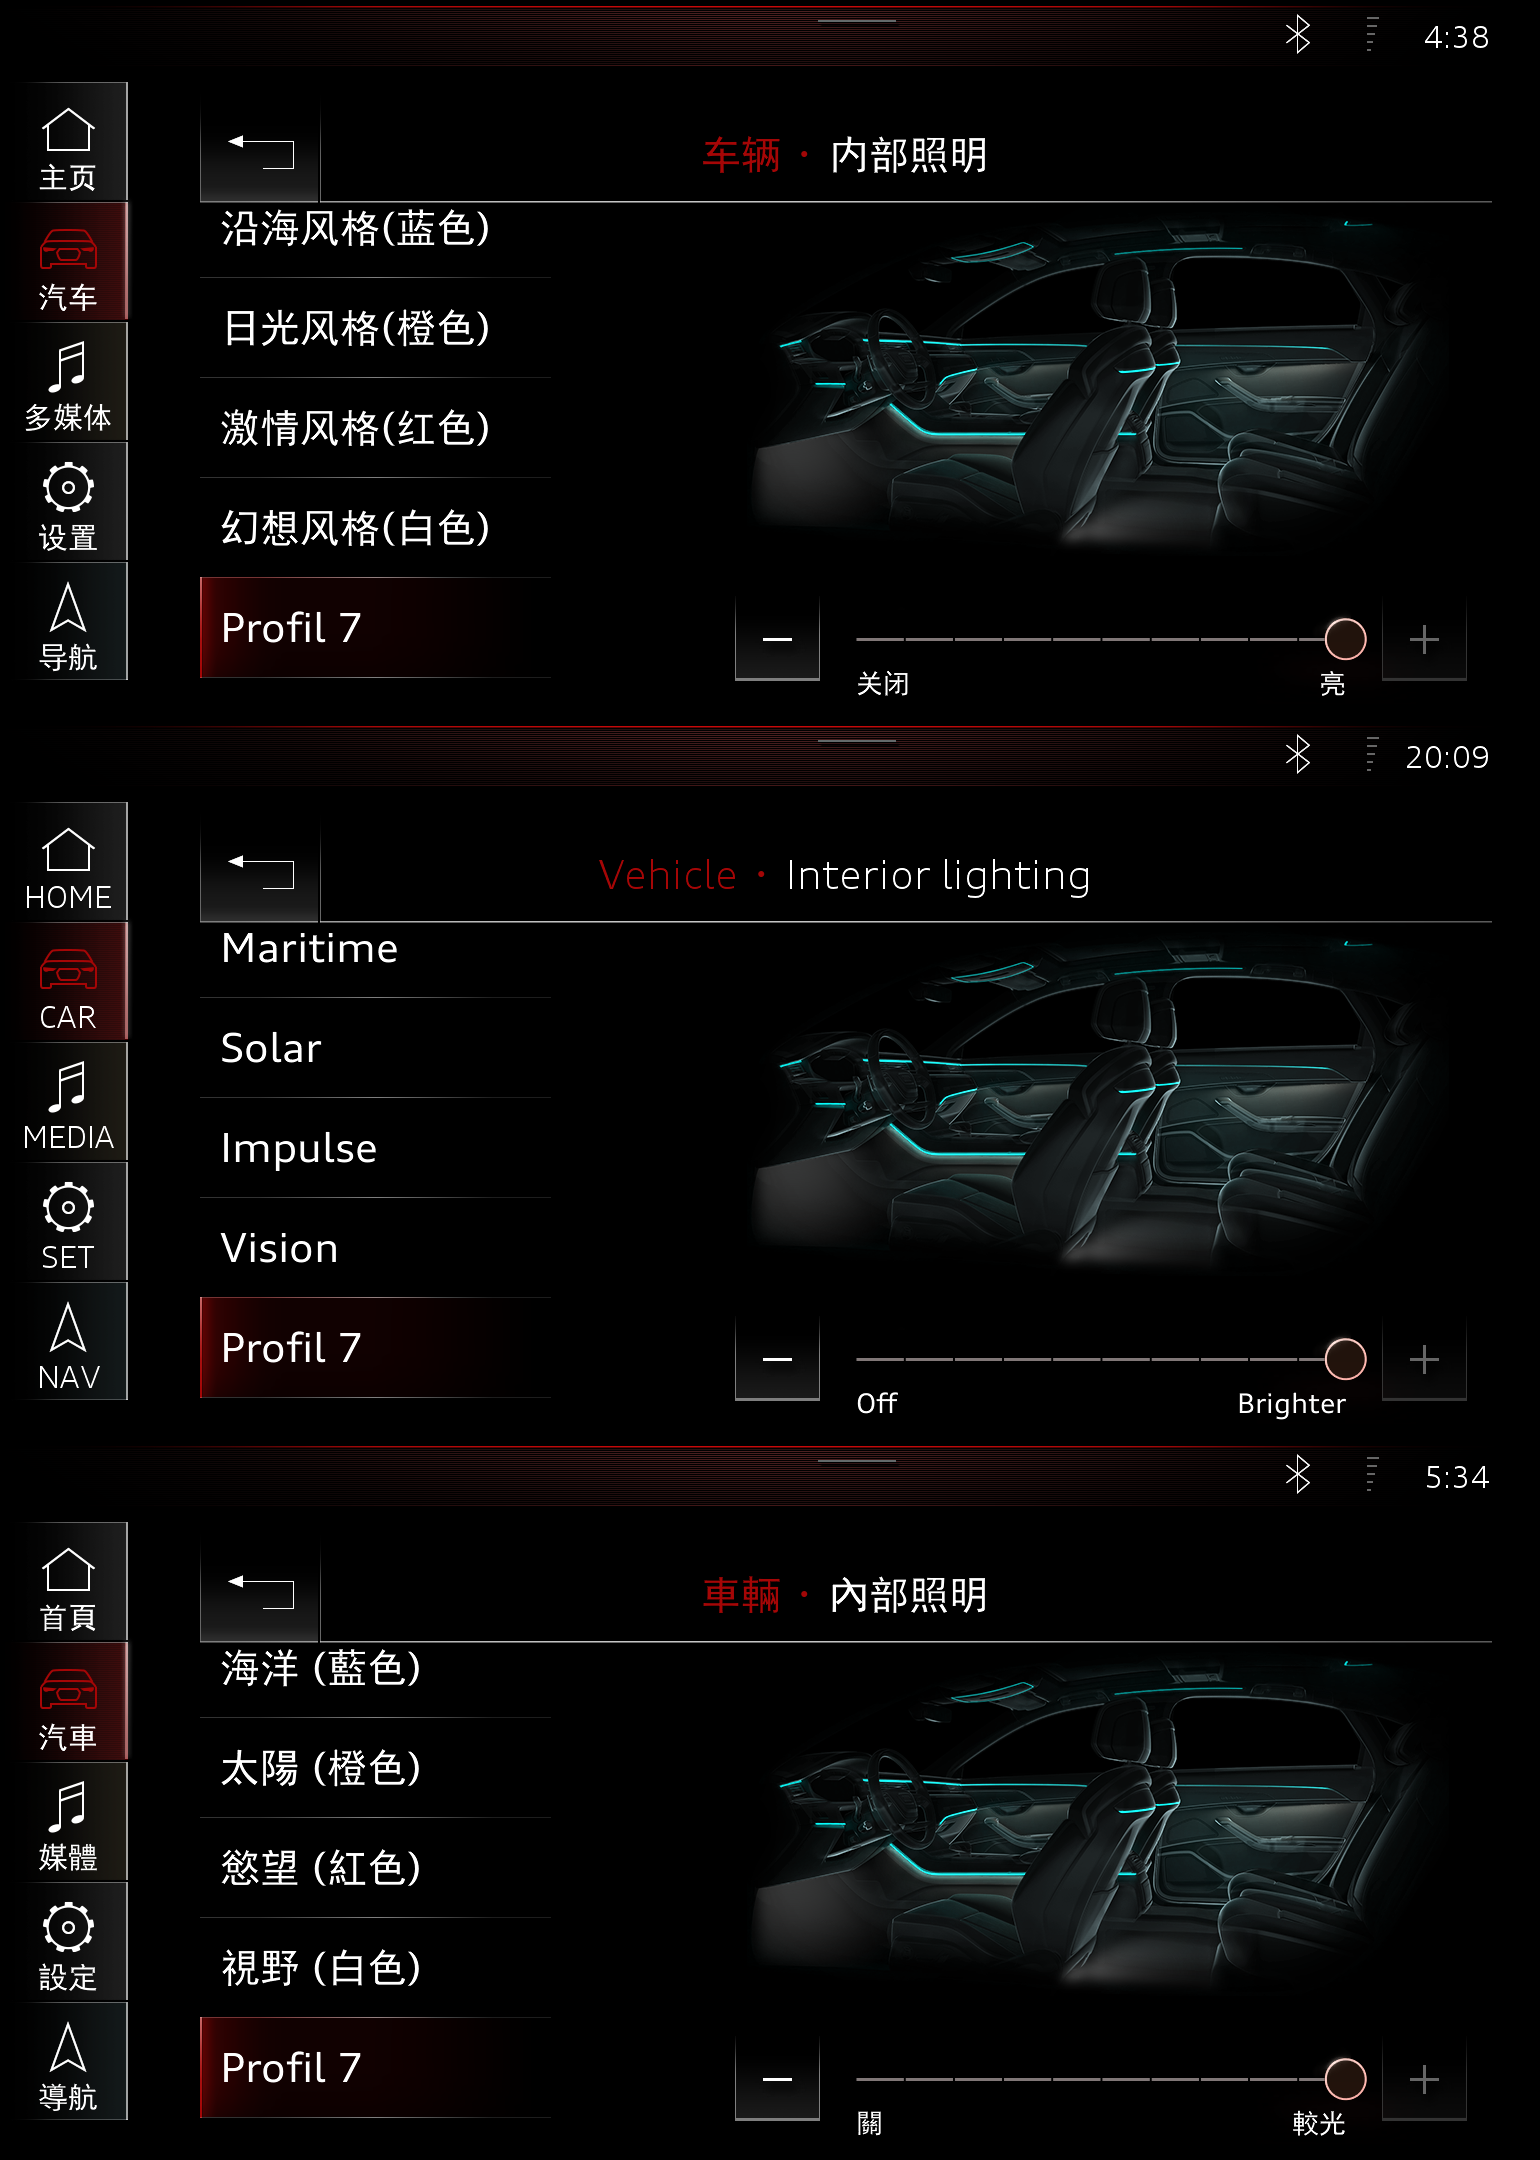 4:38
主页
车辆 · 内部照明
沿海风格(蓝色)
汽车
日光风格(橙色)
多媒体
激情风格(红色)
设置
幻想风格(白色)
导航
Profil 7
关闭
亮
20:09
HOME
Vehicle · Interior lighting
Maritime
CAR
Solar
MEDIA
Impulse
SET
Vision
NAV
Profil 7
Off
Brighter
5:34
首頁
車輛 · 內部照明
海洋 (藍色)
汽車
太陽 (橙色)
媒體
慾望 (紅色)
設定
視野 (白色)
導航
Profil 7
關
較光